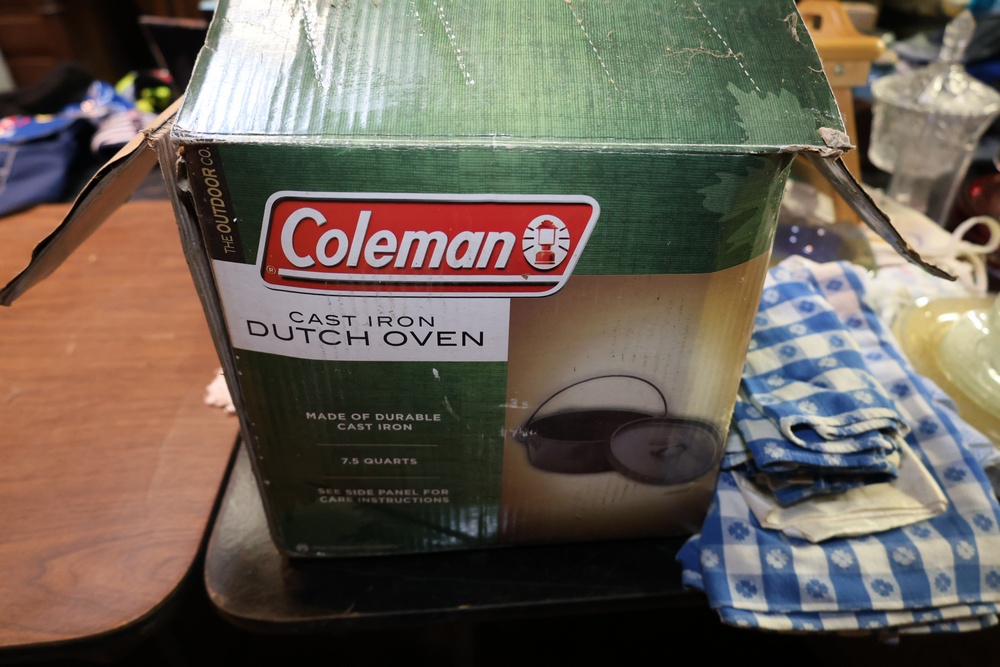 THE OUTDOOR CO.
Coleman
®
CAST IRON
DUTCH OVEN
MADE OF DURABLE
CAST IRON
7.5 QUARTS
SEE SIDE PANEL FOR
CARE INSTRUCTIONS